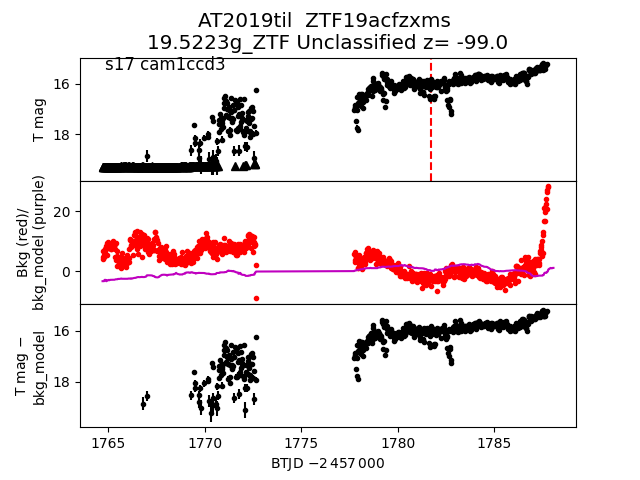 AT2019til  ZTF19acfzxms
19.5223g_ZTF Unclassified z= -99.0
s17 cam1ccd3
T mag
16
18
Bkg (red)/
bkg_model (purple)
20
0
T mag −
bkg_model
16
18
1765 1770 1775 1780 1785
BTJD −2 457 000